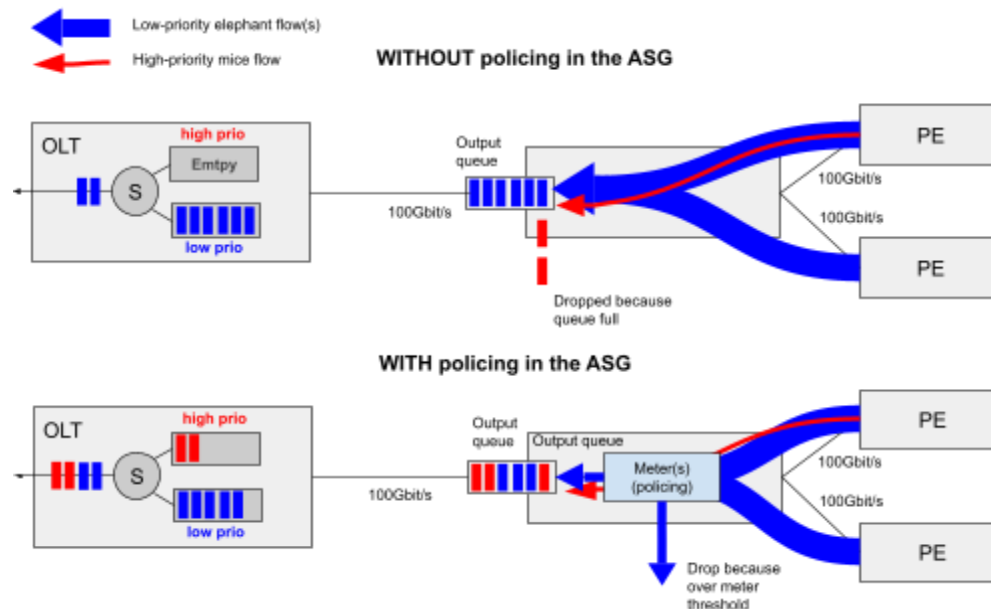 Low-priority elephant flow(s)
High-priority mice flow
WITHOUT policing in the ASG
OLT
high prio
Emtpy
S
low prio
100Gbit/s
Output
queue
Dropped because
queue full
100Gbit/s
100Gbit/s
PE
PE
WITH policing in the ASG
OLT
high prio
S
low prio
100Gbit/s
Output
queue
Output queue
Meter(s)
(policing)
Drop because
over meter
threshold
100Gbit/s
100Gbit/s
PE
PE